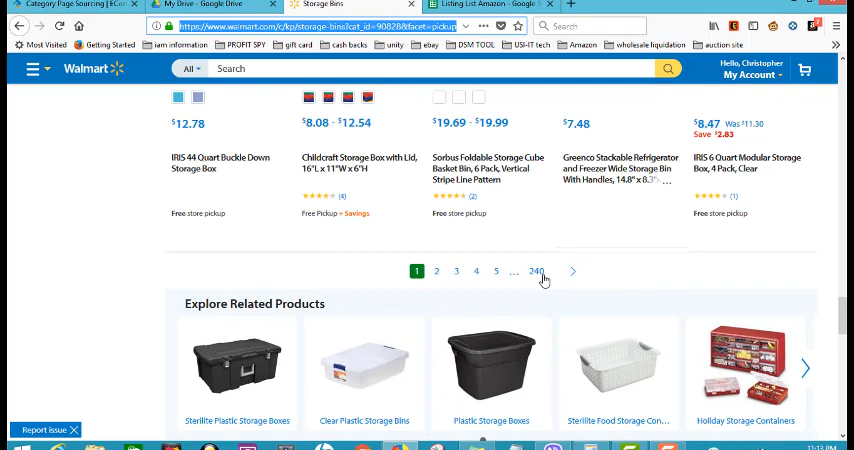 Category Page Sourcing | ECo
My Drive - Google Drive
Storage Bins
Listing List Amazon - Google S
https://www.walmart.com/c/kp/storage-bins?cat_id=90828&facet=pickup
Search
Most Visited Getting Started iam information PROFIT SPY gift card cash backs unity ebay DSM TOOL USI-IT tech Amazon wholesale liquidation auction site
Walmart
All
Search
Hello, Christopher
My Account
$12.78
$8.08 - $12.54
$19.69 - $19.99
$7.48
$8.47 Was $11.30
Save $2.83
IRIS 44 Quart Buckle Down
Storage Box
Childcraft Storage Box with Lid,
16"L x 11"W x 6"H
Sorbus Foldable Storage Cube
Basket Bin, 6 Pack, Vertical
Stripe Line Pattern
Greenco Stackable Refrigerator
and Freezer Wide Storage Bin
With Handles, 14.8" x 8.3" ...
IRIS 6 Quart Modular Storage
Box, 4 Pack, Clear
(4)
(2)
(1)
Free store pickup
Free Pickup + Savings
Free store pickup
Free store pickup
1 2 3 4 5 ... 240
Explore Related Products
Sterilite Plastic Storage Boxes
Clear Plastic Storage Bins
Plastic Storage Boxes
Sterilite Food Storage Con...
Holiday Storage Containers
Report issue
11:13 PM